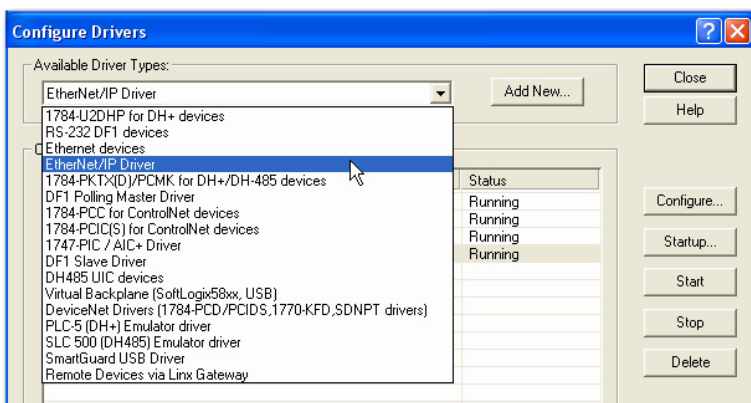 Configure Drivers
Available Driver Types:
EtherNet/IP Driver
Add New...
Close
Help
1784-U2DHP for DH+ devices
RS-232 DF1 devices
Ethernet devices
EtherNet/IP Driver
1784-PKTX(D)/PCMK for DH+/DH-485 devices
DF1 Polling Master Driver
1784-PCC for ControlNet devices
1784-PCIC(S) for ControlNet devices
1747-PIC / AIC+ Driver
DF1 Slave Driver
DH485 UIC devices
Virtual Backplane (SoftLogix58xx, USB)
DeviceNet Drivers (1784-PCD/PCIDS,1770-KFD,SDNPT drivers)
PLC-5 (DH+) Emulator driver
SLC 500 (DH485) Emulator driver
SmartGuard USB Driver
Remote Devices via Linx Gateway
Status
Running
Running
Running
Running
Configure...
Startup...
Start
Stop
Delete